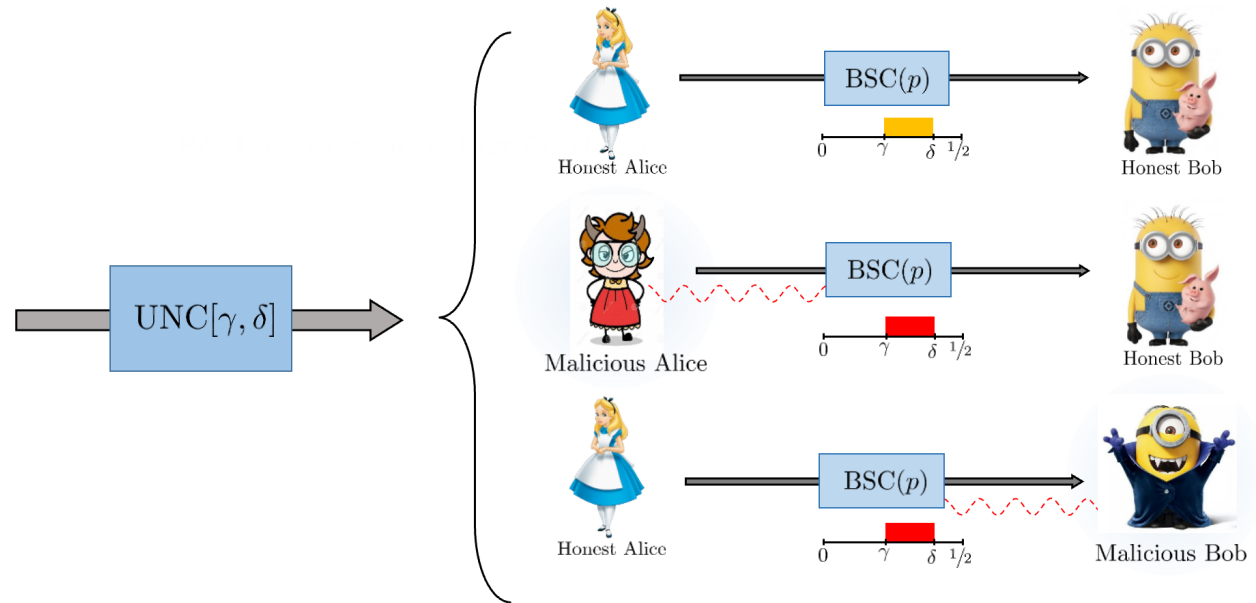 UNC[γ, δ]
BSC(p)
0 γ δ 1/2
Honest Alice
Honest Bob
BSC(p)
0 γ δ 1/2
Malicious Alice
Honest Bob
BSC(p)
0 γ δ 1/2
Honest Alice
Malicious Bob